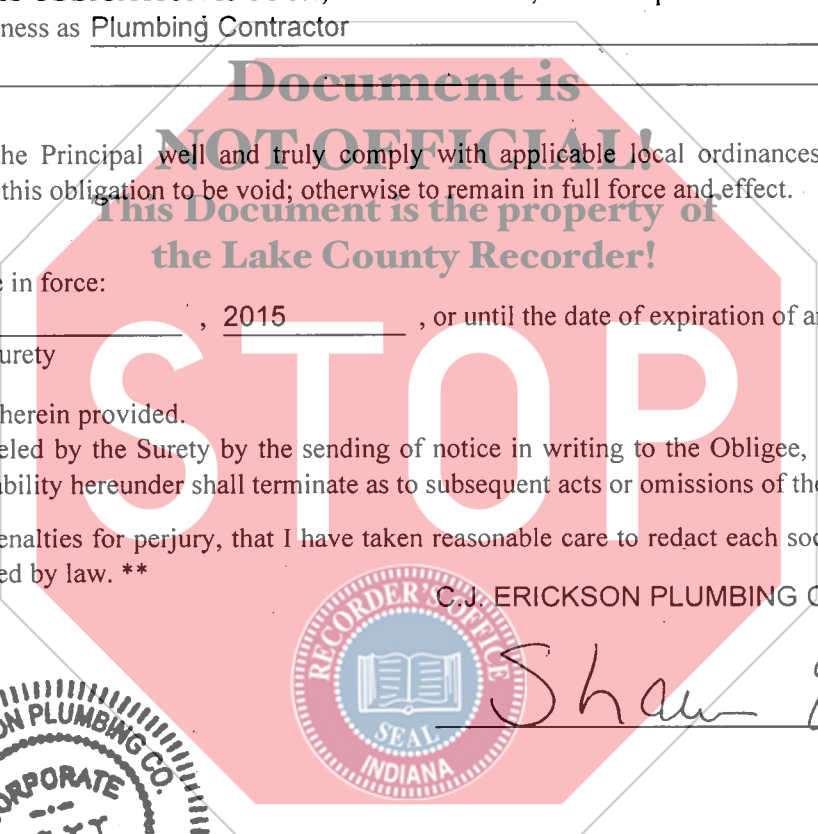 ness as Plumbing Contractor
Document is
NOT OFFICIAL!
he Principal well and truly comply with applicable local ordinances
this obligation to be void; otherwise to remain in full force and effect.
This Document is the property of
the Lake County Recorder!
e in force:
, 2015 , or until the date of expiration of a
urety
STOP
herein provided.
eled by the Surety by the sending of notice in writing to the Obligee,
bility hereunder shall terminate as to subsequent acts or omissions of the
enalties for perjury, that I have taken reasonable care to redact each soc
ed by law. **
C.J. ERICKSON PLUMBING C
RECORDER'S OFFICE
SEAL
INDIANA
Shawn
ON PLUMBING CO.
ORPORATE